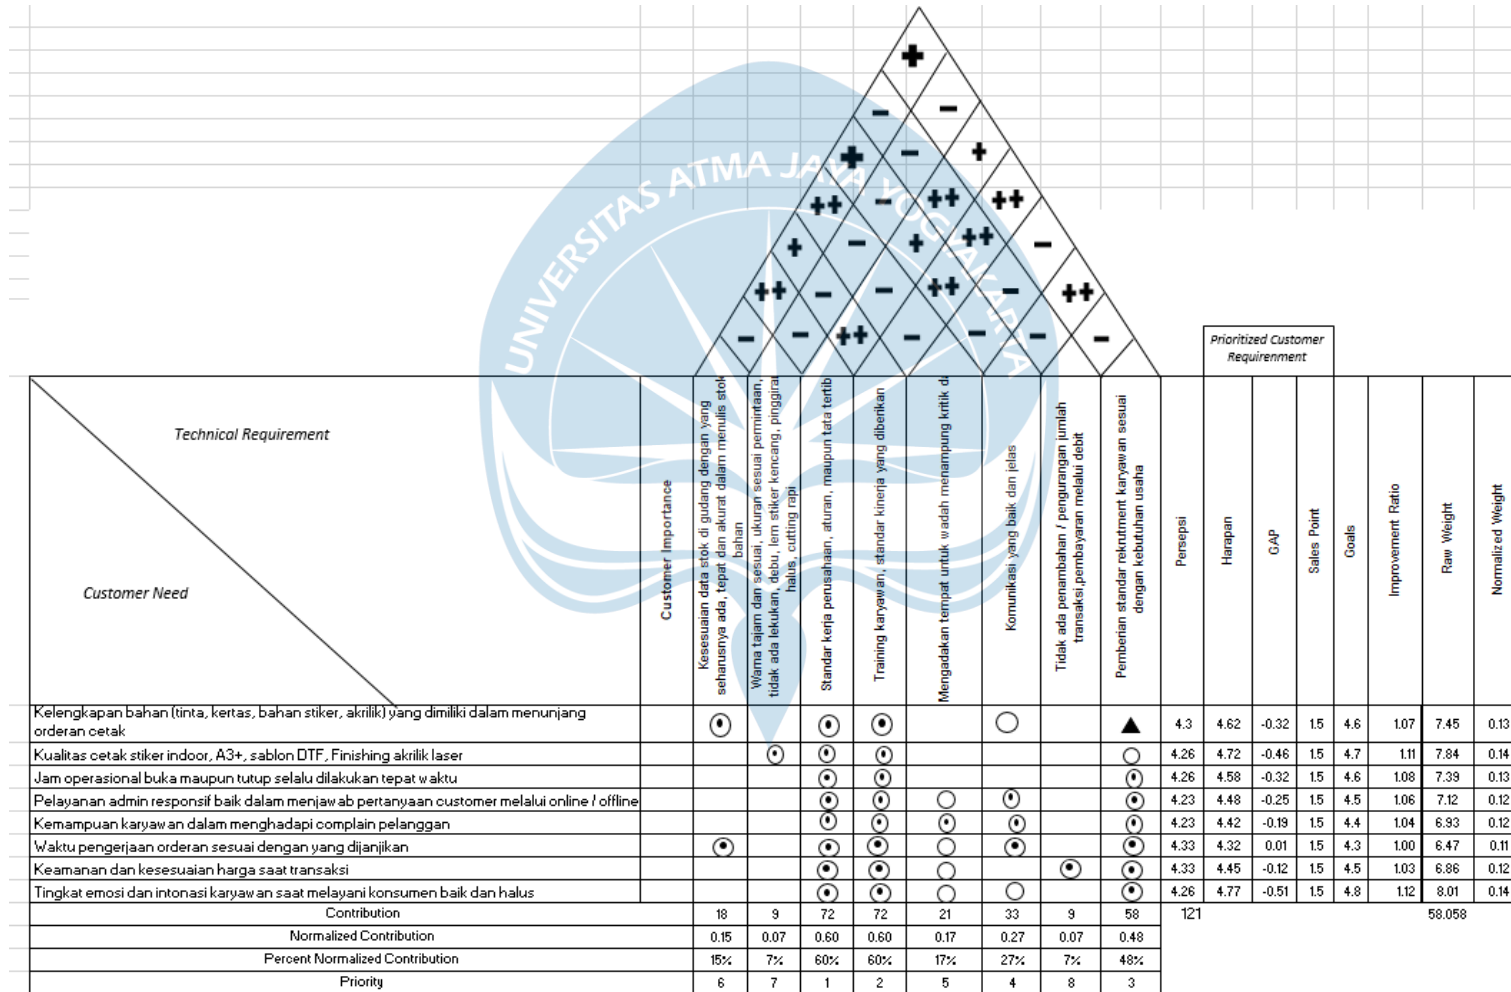 UNIVERSITAS ATMA JAYA YOGYAKARTA
Prioritized Customer
Requirenment
Technical Requirement
Customer Need
Customer Importance
Kesesuaian data stok di gudang dengan yang
seharusnya ada, tepat dan akurat dalam menulis stok
bahan
Warna tajam dan sesuai, ukuran sesuai permintaan,
tidak ada lekukan, debu, lem stiker kencang, pinggiran
halus, cutting rapi
Standar kerja perusahaan, aturan, maupun tata tertib
Training karyawan, standar kinerja yang diberikan
Mengadakan tempat untuk wadah menampung kritik da
Komunikasi yang baik dan jelas
Tidak ada penambahan / pengurangan jumlah
transaksi,pembayaran melalui debit
Pemberian standar rekrutment karyawan sesuai
dengan kebutuhan usaha
Persepsi
Harapan
GAP
Sales Point
Goals
Improvement Ratio
Raw Weight
Normalized Weight
Kelengkapan bahan (tinta, kertas, bahan stiker, akrilik) yang dimiliki dalam menunjang
orderan cetak
4.3 4.62 -0.32 1.5 4.6 1.07 7.45 0.13
Kualitas cetak stiker indoor, A3+, sablon DTF, Finishing akrilik laser 4.26 4.72 -0.46 1.5 4.7 1.11 7.84 0.14
Jam operasional buka maupun tutup selalu dilakukan tepat waktu 4.26 4.58 -0.32 1.5 4.6 1.08 7.39 0.13
Pelayanan admin responsif baik dalam menjawab pertanyaan customer melalui online / offline 4.23 4.48 -0.25 1.5 4.5 1.06 7.12 0.12
Kemampuan karyawan dalam menghadapi complain pelanggan 4.23 4.42 -0.19 1.5 4.4 1.04 6.93 0.12
Waktu pengerjaan orderan sesuai dengan yang dijanjikan 4.33 4.32 0.01 1.5 4.3 1.00 6.47 0.11
Keamanan dan kesesuaian harga saat transaksi 4.33 4.45 -0.12 1.5 4.5 1.03 6.86 0.12
Tingkat emosi dan intonasi karyawan saat melayani konsumen baik dan halus 4.26 4.77 -0.51 1.5 4.8 1.12 8.01 0.14
Contribution 18 9 72 72 21 33 9 58 121 58.058
Normalized Contribution 0.15 0.07 0.60 0.60 0.17 0.27 0.07 0.48
Percent Normalized Contribution 15% 7% 60% 60% 17% 27% 7% 48%
Priority 6 7 1 2 5 4 8 3